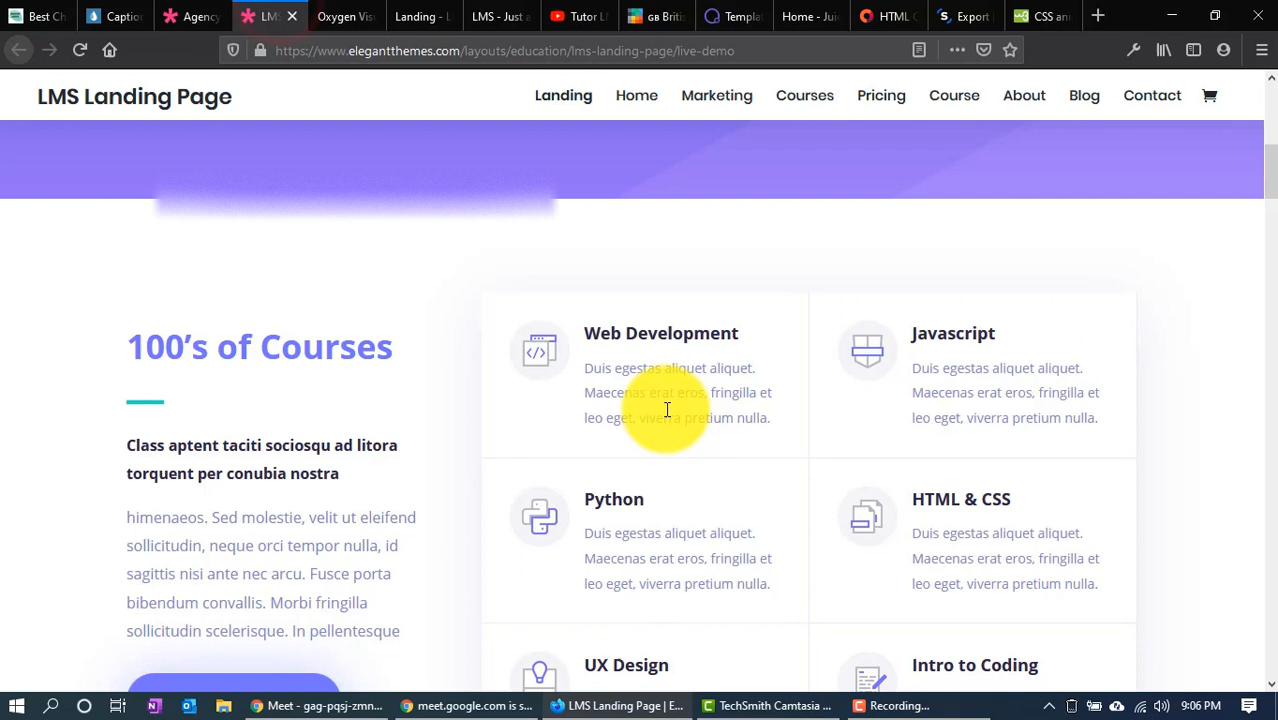 Best Ch
Caption
Agency
LMS
Oxygen Visu
Landing - L
LMS - Just a
Tutor LM
GB Britis
Templat
Home - Juic
HTML C
Export
CSS and
https://www.elegantthemes.com/layouts/education/lms-landing-page/live-demo
LMS Landing Page
Landing
Home
Marketing
Courses
Pricing
Course
About
Blog
Contact
100's of Courses
Class aptent taciti sociosqu ad litora
torquent per conubia nostra
himenaeos. Sed molestie, velit ut eleifend
sollicitudin, neque orci tempor nulla, id
sagittis nisi ante nec arcu. Fusce porta
bibendum convallis. Morbi fringilla
sollicitudin scelerisque. In pellentesque
Web Development
Duis egestas aliquet aliquet.
Maecenas erat eros, fringilla et
leo eget, viverra pretium nulla.
Javascript
Duis egestas aliquet aliquet.
Maecenas erat eros, fringilla et
leo eget, viverra pretium nulla.
Python
Duis egestas aliquet aliquet.
Maecenas erat eros, fringilla et
leo eget, viverra pretium nulla.
HTML & CSS
Duis egestas aliquet aliquet.
Maecenas erat eros, fringilla et
leo eget, viverra pretium nulla.
UX Design
Intro to Coding
Meet - gag-pqsj-zmn...
meet.google.com is s...
LMS Landing Page | E...
TechSmith Camtasia ...
Recording...
9:06 PM